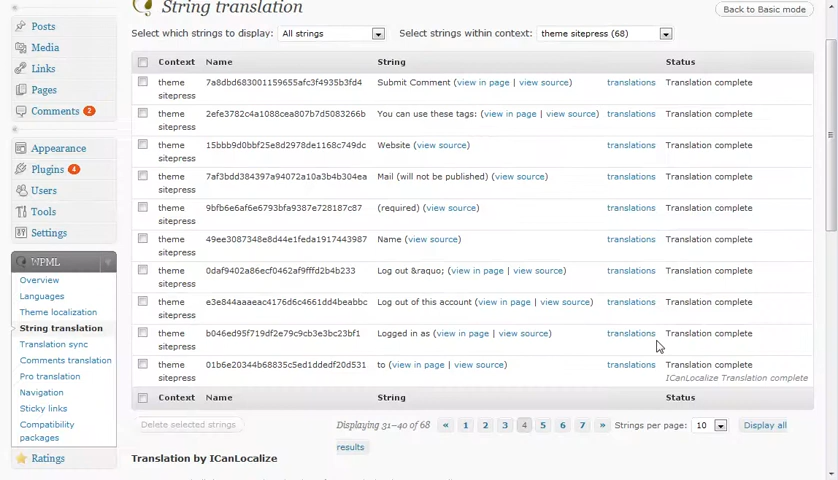 String translation
Back to Basic mode
Select which strings to display: All strings Select strings within context: theme sitepress (68)
Posts
Media
Links
Pages
Comments 2
Appearance
Plugins 4
Users
Tools
Settings
WPML
Overview
Languages
Theme localization
String translation
Translation sync
Comments translation
Pro translation
Navigation
Sticky links
Compatibility
packages
Ratings
Context Name String Status
theme 7a8dbd683001159655afc3f4935b3fd4 Submit Comment (view in page | view source) translations Translation complete
sitepress
theme 2efe3782c4a1088cea807b7d5083266b You can use these tags: (view in page | view source) translations Translation complete
sitepress
theme 15bbb9d0bbf25e8d2978de1168c749dc Website (view source) translations Translation complete
sitepress
theme 7af3bdd384397a94072a10a3b4b304ea Mail (will not be published) (view source) translations Translation complete
sitepress
theme 9bfb6e6af6e6793bfa9387e728187c87 (required) (view source) translations Translation complete
sitepress
theme 49ee3087348e8d44e1feda1917443987 Name (view source) translations Translation complete
sitepress
theme 0daf9402a86ecf0462af9fffd2b4b233 Log out &raquo; (view in page | view source) translations Translation complete
sitepress
theme e3e844aaaeac4176d6c4661dd4beabbc Log out of this account (view in page | view source) translations Translation complete
sitepress
theme b046ed95f719df2e79c9cb3e3bc23bf1 Logged in as (view in page | view source) translations Translation complete
sitepress
theme 01b6e20344b68835c5ed1ddedf20d531 to (view in page | view source) translations Translation complete
sitepress ICanLocalize Translation complete
Context Name String Status
Delete selected strings Displaying 31–40 of 68 « 1 2 3 4 5 6 7 » Strings per page: 10 Display all
results
Translation by ICanLocalize